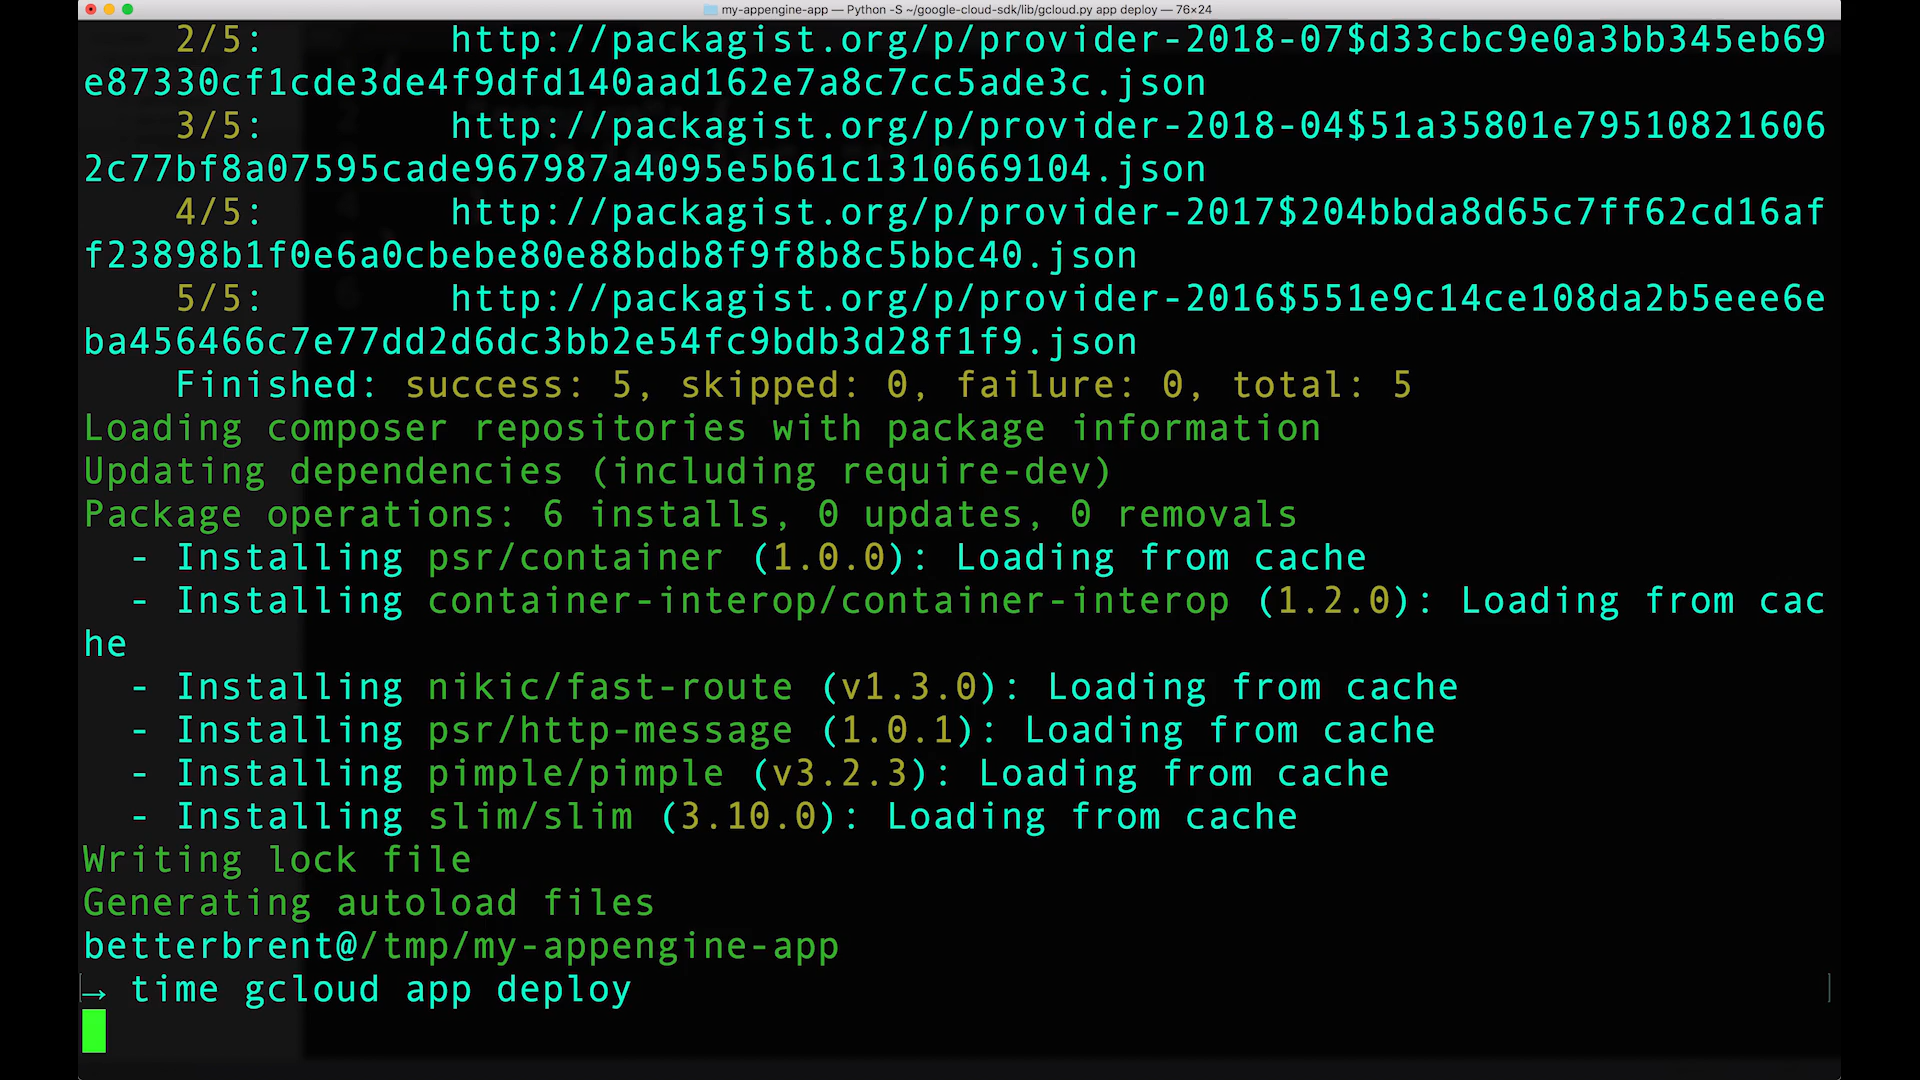 my-appengine-app — Python -S ~/google-cloud-sdk/lib/gcloud.py app deploy — 76×24
2/5: http://packagist.org/p/provider-2018-07$d33cbc9e0a3bb345eb69
e87330cf1cde3de4f9dfd140aad162e7a8c7cc5ade3c.json
3/5: http://packagist.org/p/provider-2018-04$51a35801e79510821606
2c77bf8a07595cade967987a4095e5b61c1310669104.json
4/5: http://packagist.org/p/provider-2017$204bbda8d65c7ff62cd16af
f23898b1f0e6a0cbebe80e88bdb8f9f8b8c5bbc40.json
5/5: http://packagist.org/p/provider-2016$551e9c14ce108da2b5eee6e
ba456466c7e77dd2d6dc3bb2e54fc9bdb3d28f1f9.json
Finished: success: 5, skipped: 0, failure: 0, total: 5
Loading composer repositories with package information
Updating dependencies (including require-dev)
Package operations: 6 installs, 0 updates, 0 removals
- Installing psr/container (1.0.0): Loading from cache
- Installing container-interop/container-interop (1.2.0): Loading from cac
he
- Installing nikic/fast-route (v1.3.0): Loading from cache
- Installing psr/http-message (1.0.1): Loading from cache
- Installing pimple/pimple (v3.2.3): Loading from cache
- Installing slim/slim (3.10.0): Loading from cache
Writing lock file
Generating autoload files
betterbrent@/tmp/my-appengine-app
→ time gcloud app deploy